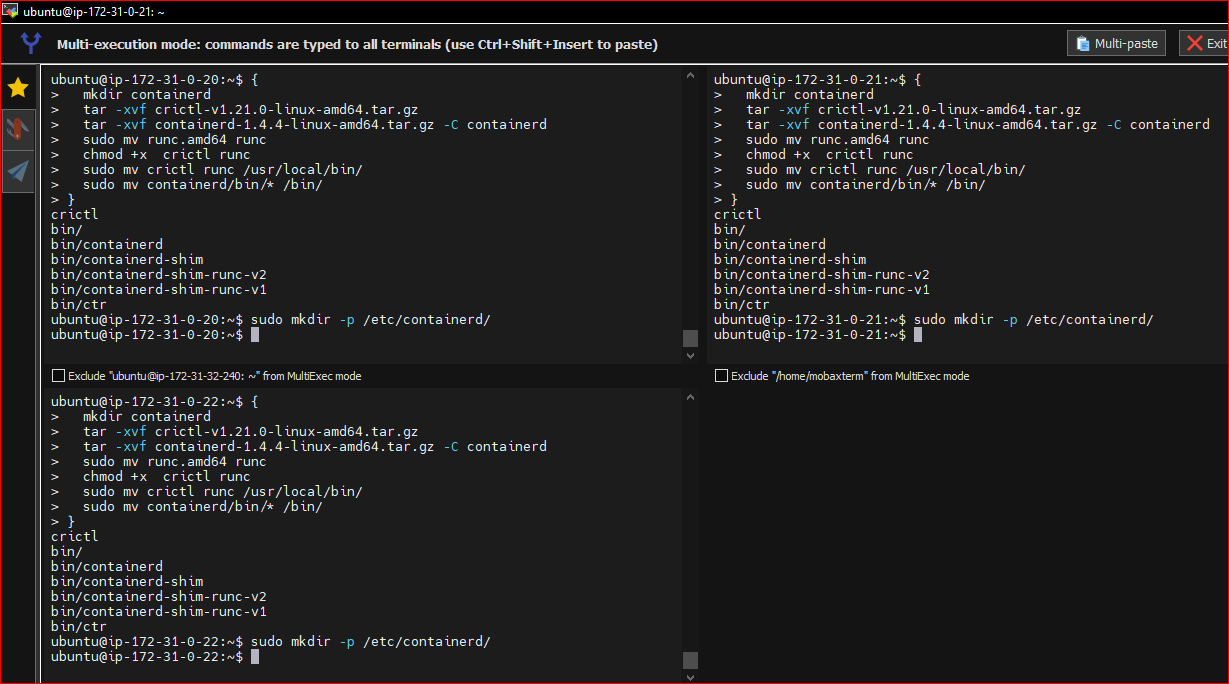 ubuntu@ip-172-31-0-21: ~
Multi-execution mode: commands are typed to all terminals (use Ctrl+Shift+Insert to paste)
Multi-paste
Exit
ubuntu@ip-172-31-0-20:~$ {
>   mkdir containerd
>   tar -xvf crictl-v1.21.0-linux-amd64.tar.gz
>   tar -xvf containerd-1.4.4-linux-amd64.tar.gz -C containerd
>   sudo mv runc.amd64 runc
>   chmod +x  crictl runc
>   sudo mv crictl runc /usr/local/bin/
>   sudo mv containerd/bin/* /bin/
> }
crictl
bin/
bin/containerd
bin/containerd-shim
bin/containerd-shim-runc-v2
bin/containerd-shim-runc-v1
bin/ctr
ubuntu@ip-172-31-0-20:~$ sudo mkdir -p /etc/containerd/
ubuntu@ip-172-31-0-20:~$
Exclude "ubuntu@ip-172-31-32-240: ~" from MultiExec mode
ubuntu@ip-172-31-0-21:~$ {
>   mkdir containerd
>   tar -xvf crictl-v1.21.0-linux-amd64.tar.gz
>   tar -xvf containerd-1.4.4-linux-amd64.tar.gz -C containerd
>   sudo mv runc.amd64 runc
>   chmod +x  crictl runc
>   sudo mv crictl runc /usr/local/bin/
>   sudo mv containerd/bin/* /bin/
> }
crictl
bin/
bin/containerd
bin/containerd-shim
bin/containerd-shim-runc-v2
bin/containerd-shim-runc-v1
bin/ctr
ubuntu@ip-172-31-0-21:~$ sudo mkdir -p /etc/containerd/
ubuntu@ip-172-31-0-21:~$
Exclude "/home/mobaxterm" from MultiExec mode
ubuntu@ip-172-31-0-22:~$ {
>   mkdir containerd
>   tar -xvf crictl-v1.21.0-linux-amd64.tar.gz
>   tar -xvf containerd-1.4.4-linux-amd64.tar.gz -C containerd
>   sudo mv runc.amd64 runc
>   chmod +x  crictl runc
>   sudo mv crictl runc /usr/local/bin/
>   sudo mv containerd/bin/* /bin/
> }
crictl
bin/
bin/containerd
bin/containerd-shim
bin/containerd-shim-runc-v2
bin/containerd-shim-runc-v1
bin/ctr
ubuntu@ip-172-31-0-22:~$ sudo mkdir -p /etc/containerd/
ubuntu@ip-172-31-0-22:~$